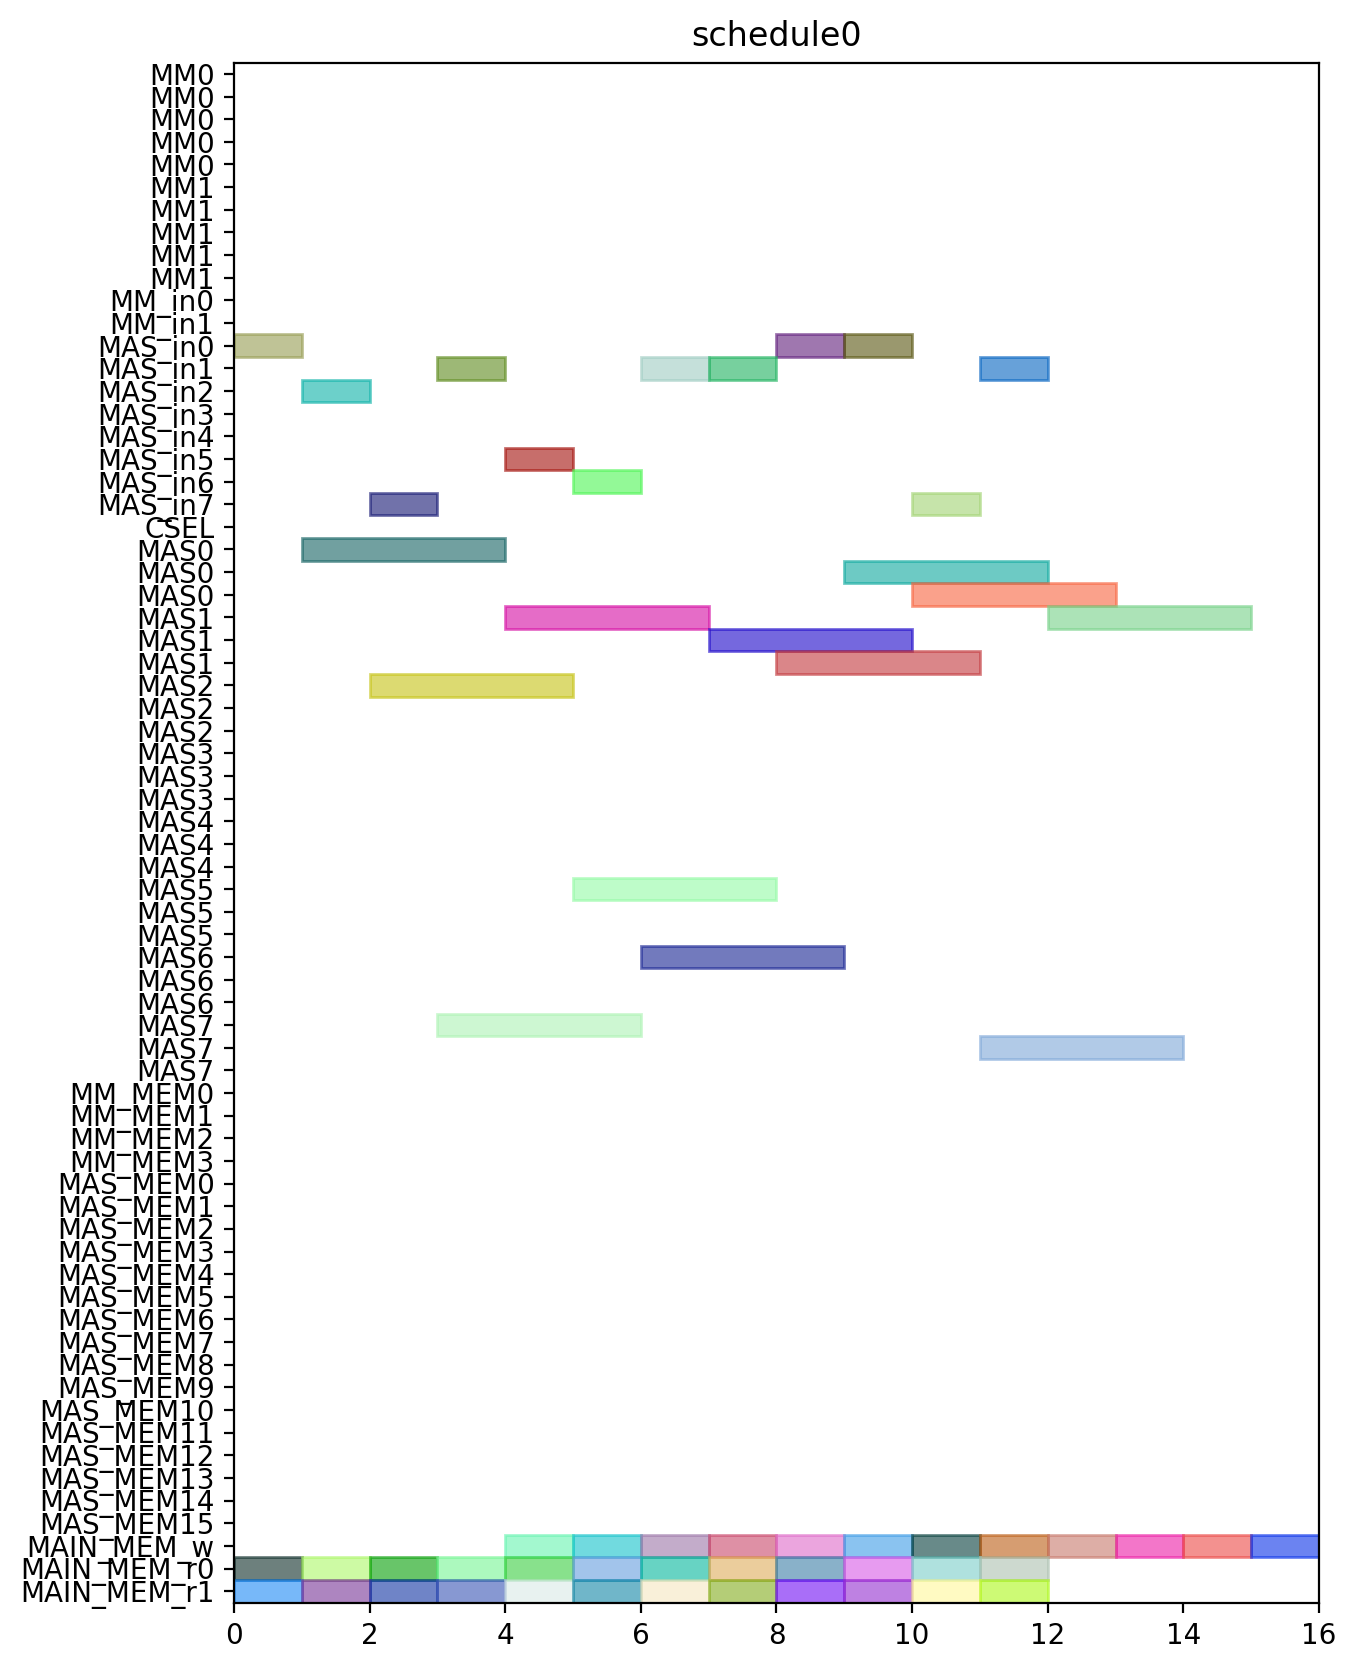 schedule0
MM0
MM0
MM0
MM0
MM0
MM1
MM1
MM1
MM1
MM1
MM_in0
MM_in1
MAS_in0
MAS_in1
MAS_in2
MAS_in3
MAS_in4
MAS_in5
MAS_in6
MAS_in7
CSEL
MAS0
MAS0
MAS0
MAS1
MAS1
MAS1
MAS2
MAS2
MAS2
MAS3
MAS3
MAS3
MAS4
MAS4
MAS4
MAS5
MAS5
MAS5
MAS6
MAS6
MAS6
MAS7
MAS7
MAS7
MM_MEM0
MM_MEM1
MM_MEM2
MM_MEM3
MAS_MEM0
MAS_MEM1
MAS_MEM2
MAS_MEM3
MAS_MEM4
MAS_MEM5
MAS_MEM6
MAS_MEM7
MAS_MEM8
MAS_MEM9
MAS_MEM10
MAS_MEM11
MAS_MEM12
MAS_MEM13
MAS_MEM14
MAS_MEM15
MAIN_MEM_w
MAIN_MEM_r0
MAIN_MEM_r1
0 2 4 6 8 10 12 14 16